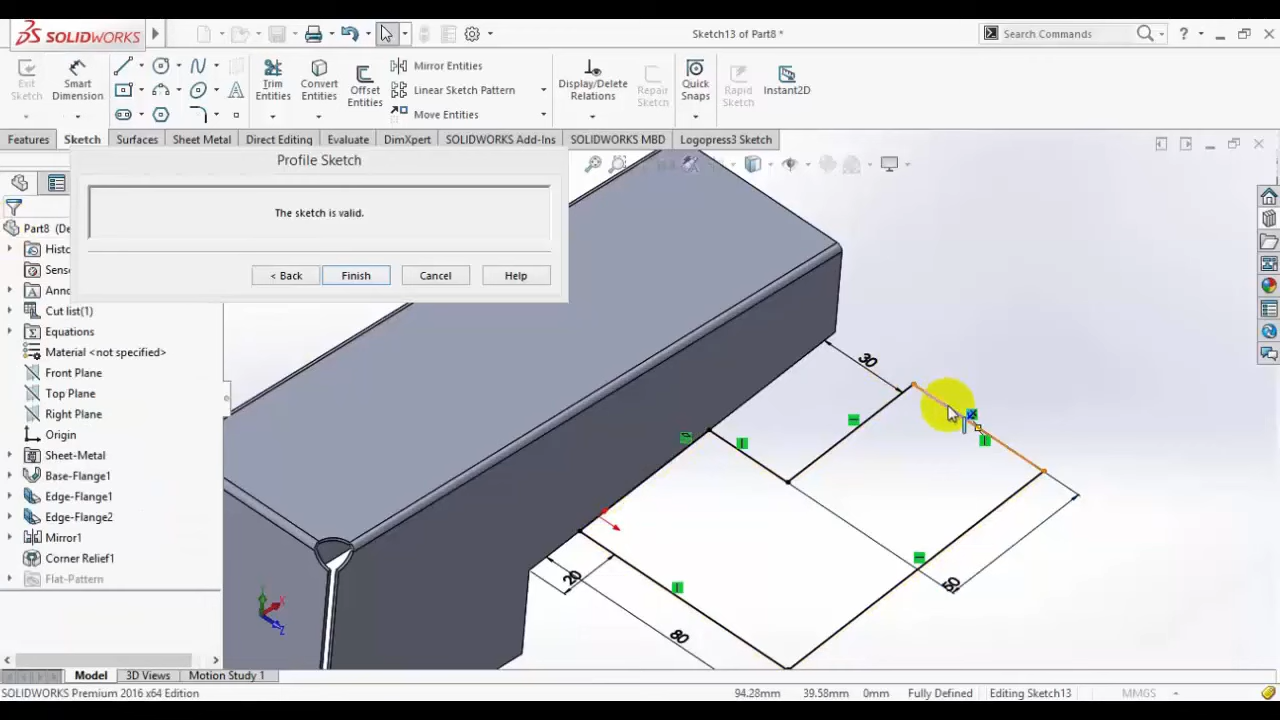 SOLIDWORKS
Sketch13 of Part8 *
Search Commands
Exit Sketch
Smart Dimension
Trim Entities
Convert Entities
Offset Entities
Mirror Entities
Linear Sketch Pattern
Move Entities
Display/Delete Relations
Repair Sketch
Quick Snaps
Rapid Sketch
Instant2D
Features
Sketch
Surfaces
Sheet Metal
Direct Editing
Evaluate
DimXpert
SOLIDWORKS Add-Ins
SOLIDWORKS MBD
Logopress3 Sketch
Profile Sketch
The sketch is valid.
< Back
Finish
Cancel
Help
Part8 (De
Histo
Sens
Anno
Cut list(1)
Equations
Material <not specified>
Front Plane
Top Plane
Right Plane
Origin
Sheet-Metal
Base-Flange1
Edge-Flange1
Edge-Flange2
Mirror1
Corner Relief1
Flat-Pattern
30
20
50
80
X
Z
Model
3D Views
Motion Study 1
SOLIDWORKS Premium 2016 x64 Edition
94.28mm
39.58mm
0mm
Fully Defined
Editing Sketch13
MMGS